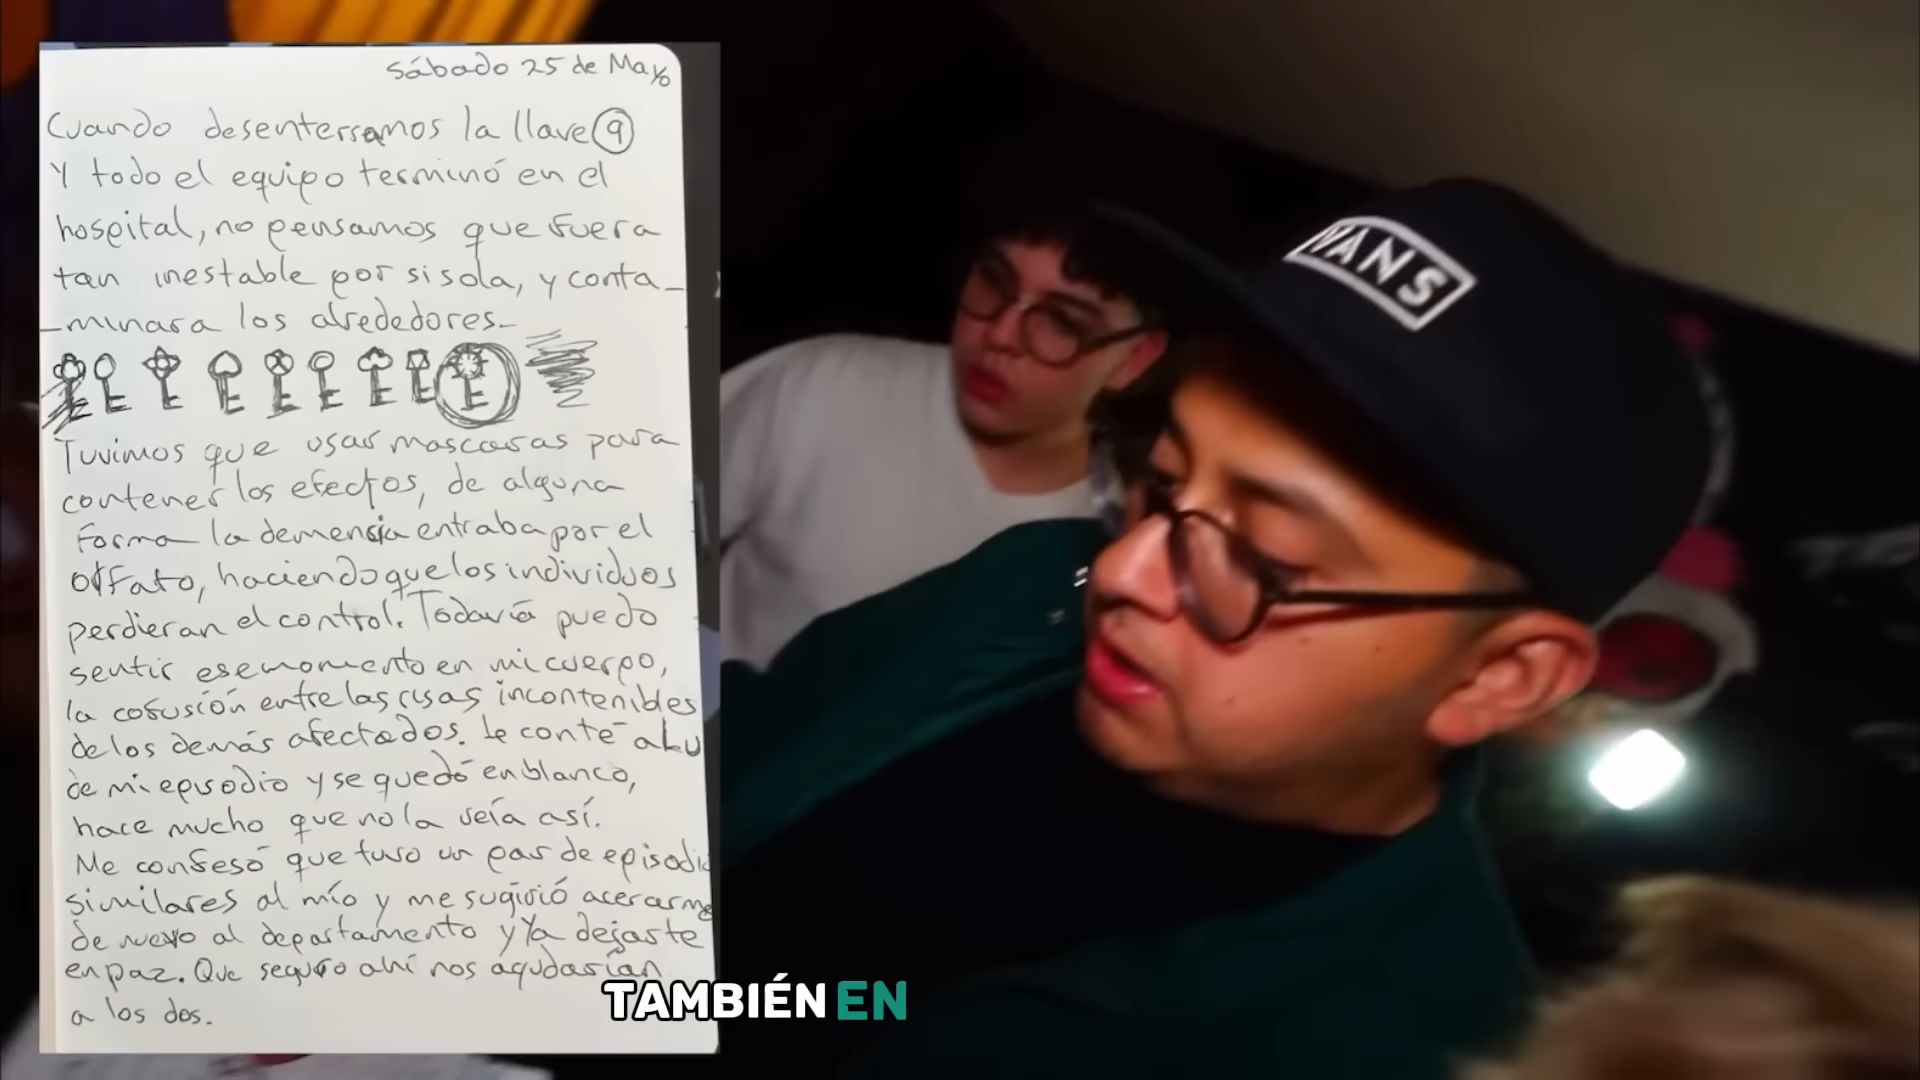 Sábado 25 de Mayo
Cuando desenterramos la llave 9
Y todo el equipo terminó en el
hospital, no pensamos que fuera
tan inestable por si sola, y conta_
_minara los alrededores_
Tuvimos que usar mascaras para
contener los efectos, de alguna
forma la demencia entraba por el
olfato, haciendo que los individuos
perdieran el control. Todavía puedo
sentir ese momento en mi cuerpo,
la cofusión entre las risas incontenibles
de los demás afectados. Le conté a Lu
de mi episodio y se quedó en blanco,
hace mucho que no la veía así.
Me confesó que tuvo un par de episodio
similares al mío y me sugirió acercarme
de nuevo al departamento y Ya dejarte
en paz. Que seguro ahí nos ayudarían
a los dos.
VANS
TAMBIÉN EN